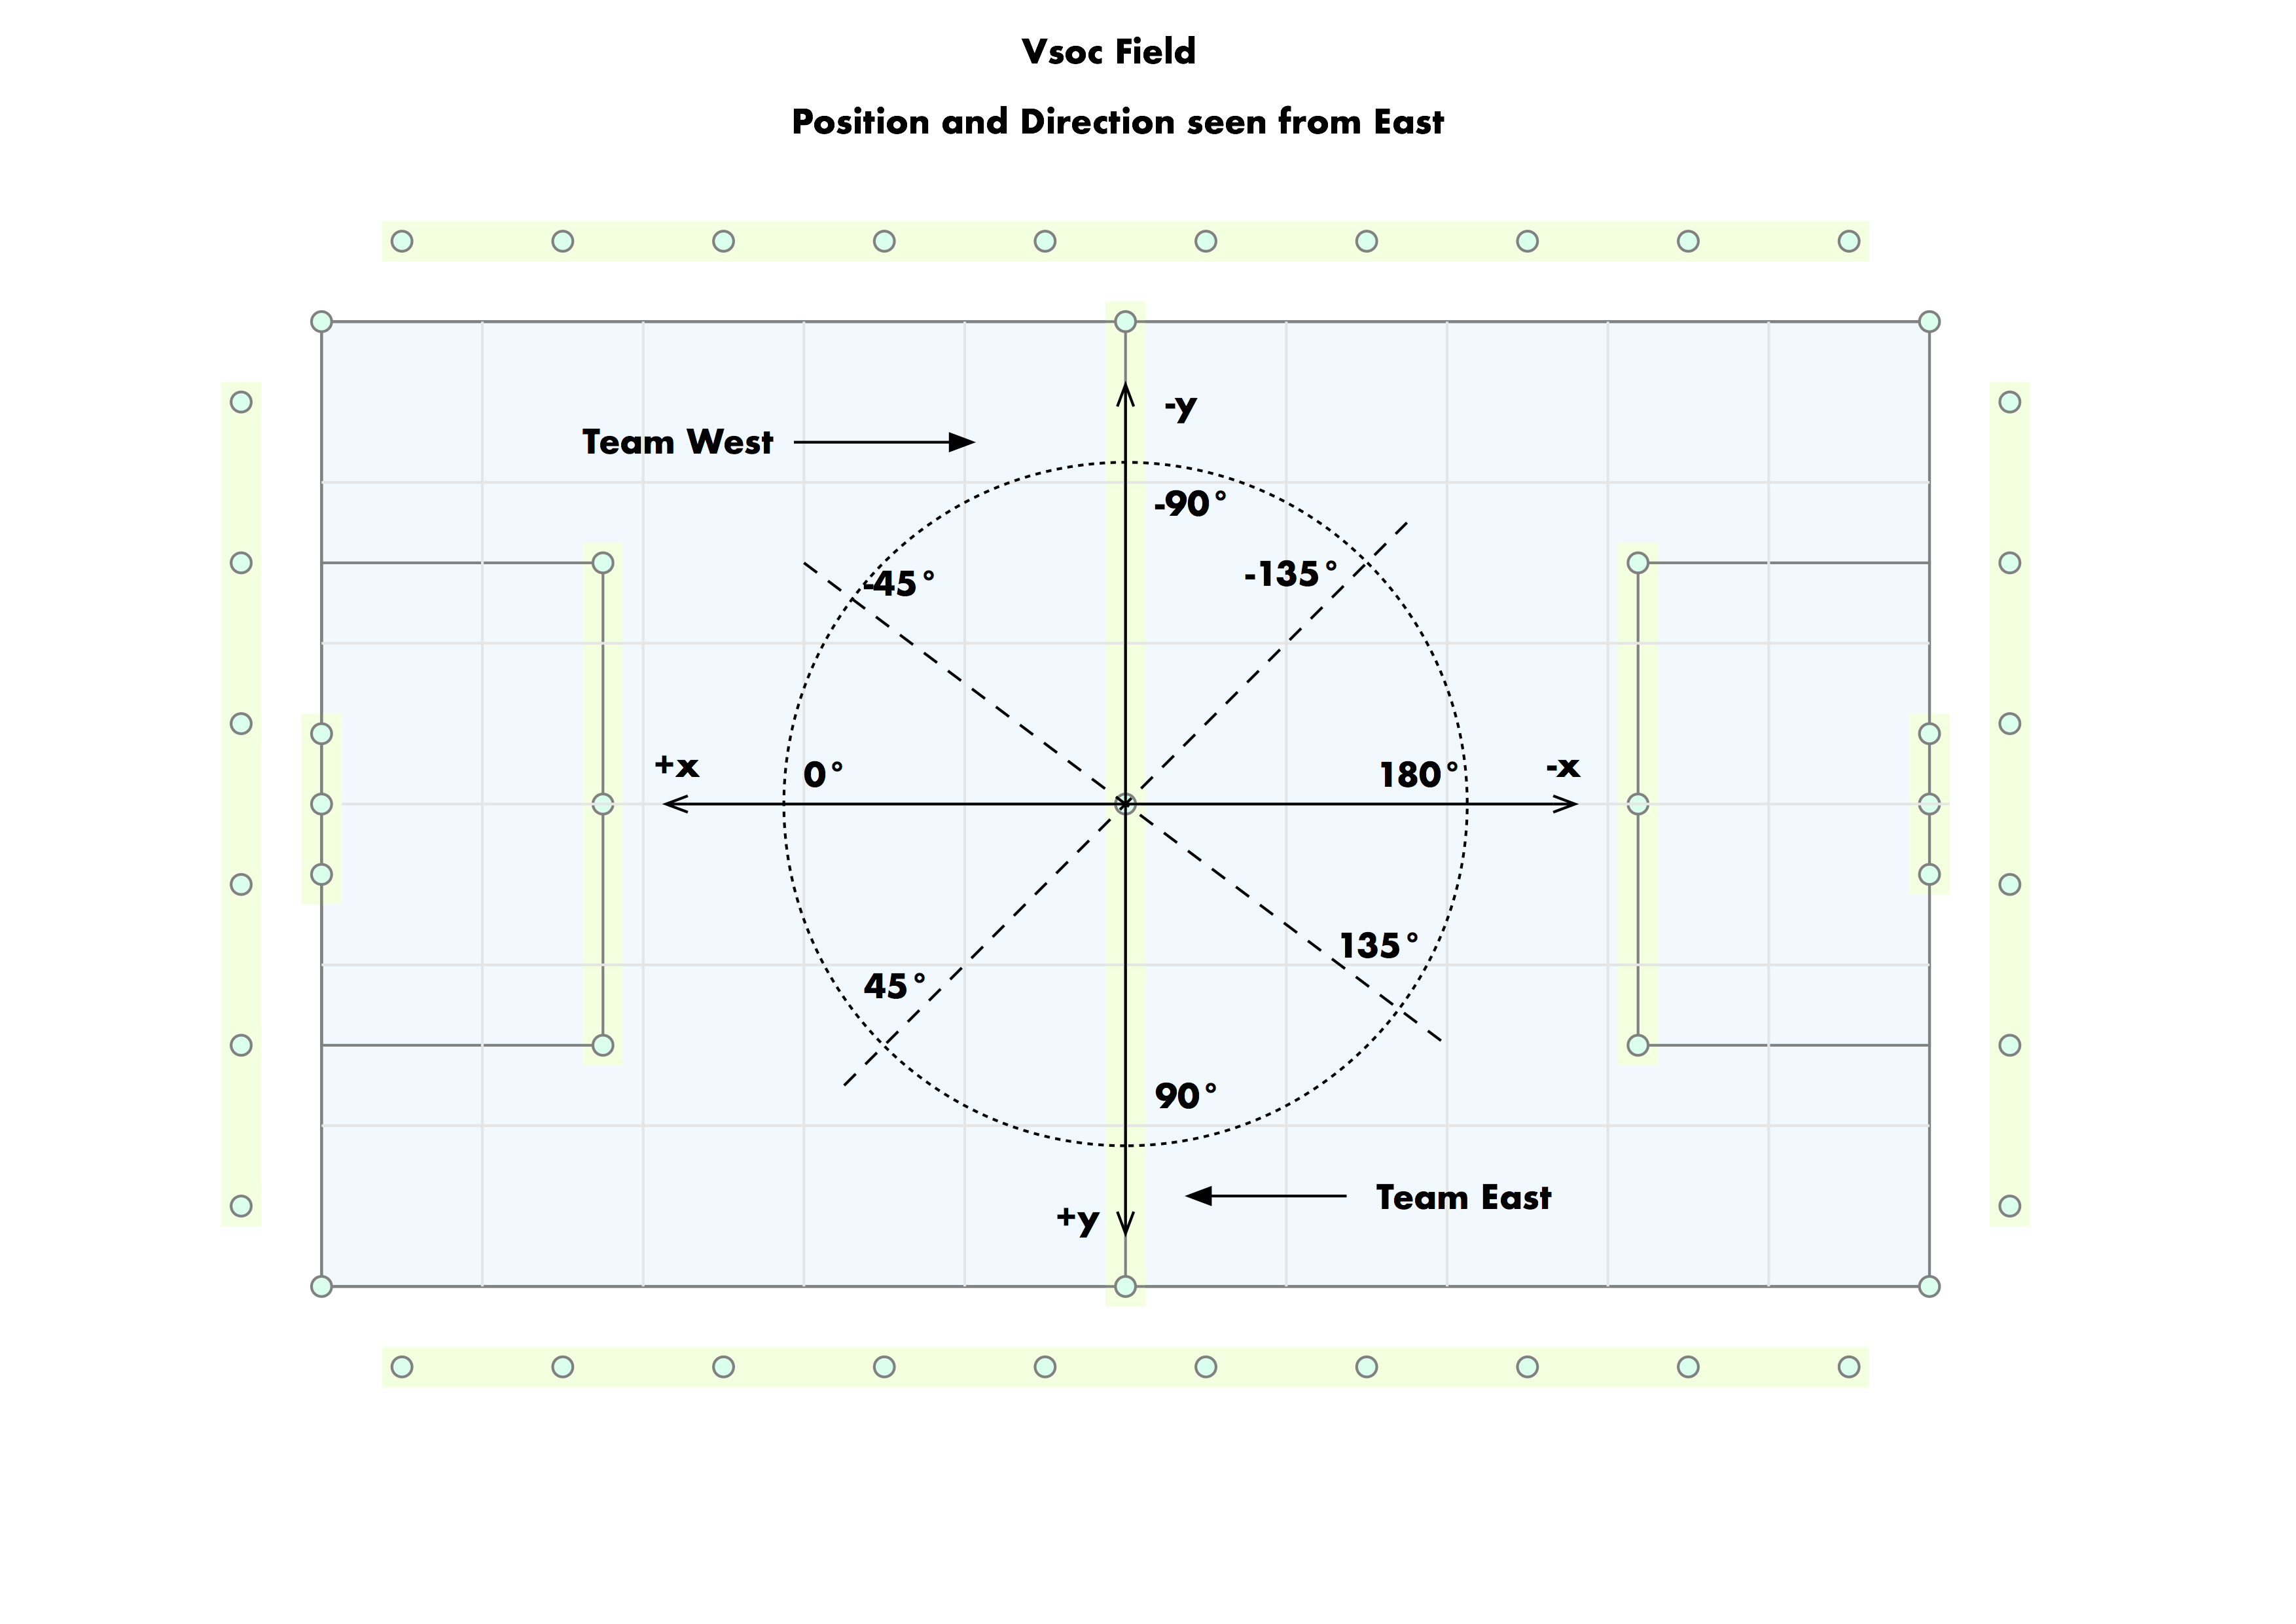 Vsoc Field
Position and Direction seen from East
-y
Team West
-90°
-135°
-45°
+x
0°
180°
-x
135°
45°
90°
Team East
+y